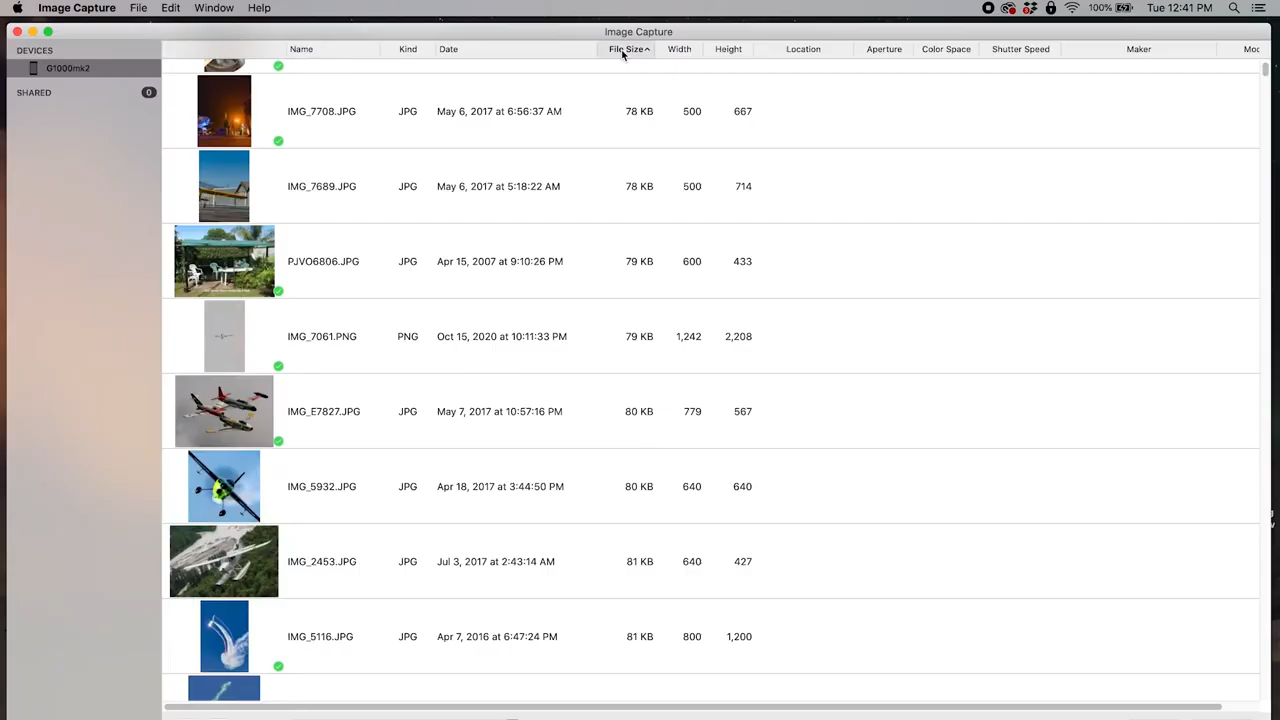 Image Capture File Edit Window Help 100% Tue 12:41 PM
Image Capture
DEVICES
G1000mk2
SHARED 0
Name Kind Date File Size Width Height Location Aperture Color Space Shutter Speed Maker Moc
IMG_7708.JPG JPG May 6, 2017 at 6:56:37 AM 78 KB 500 667
IMG_7689.JPG JPG May 6, 2017 at 5:18:22 AM 78 KB 500 714
PJVO6806.JPG JPG Apr 15, 2007 at 9:10:26 PM 79 KB 600 433
IMG_7061.PNG PNG Oct 15, 2020 at 10:11:33 PM 79 KB 1,242 2,208
IMG_E7827.JPG JPG May 7, 2017 at 10:57:16 PM 80 KB 779 567
IMG_5932.JPG JPG Apr 18, 2017 at 3:44:50 PM 80 KB 640 640
IMG_2453.JPG JPG Jul 3, 2017 at 2:43:14 AM 81 KB 640 427
IMG_5116.JPG JPG Apr 7, 2016 at 6:47:24 PM 81 KB 800 1,200